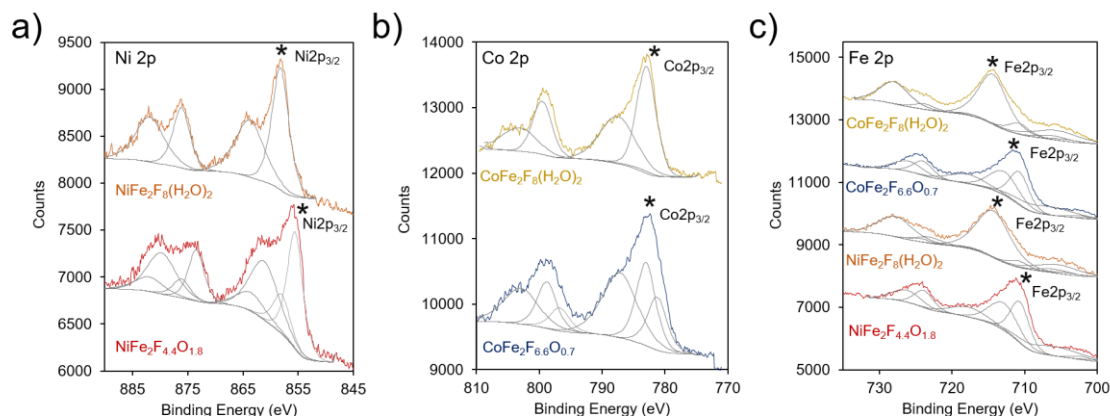 a)
Ni 2p
*
Ni2p3/2
NiFe2F8(H2O)2
*
Ni2p3/2
NiFe2F4.4O1.8
9500
9000
8500
8000
7500
7000
6500
6000
Counts
885
875
865
855
845
Binding Energy (eV)
b)
Co 2p
*
Co2p3/2
CoFe2F8(H2O)2
*
Co2p3/2
CoFe2F6.6O0.7
14000
13000
12000
11000
10000
9000
Counts
810
800
790
780
770
Binding Energy (eV)
c)
Fe 2p
*
Fe2p3/2
CoFe2F8(H2O)2
*
Fe2p3/2
CoFe2F6.6O0.7
*
Fe2p3/2
NiFe2F8(H2O)2
*
Fe2p3/2
NiFe2F4.4O1.8
15000
13000
11000
9000
7000
5000
Counts
730
720
710
700
Binding Energy (eV)